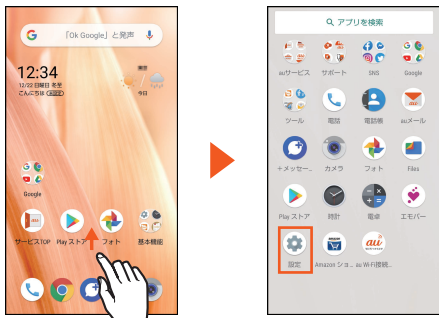 「Ok Google」と発声
12:34
12/22 日曜日 冬至
こんにちは
今日
Google
サービスTOP
Play ストア
フォト
基本機能
アプリを検索
auサービス
サポート
SNS
Google
ツール
電話
電話帳
auメール
+メッセー..
カメラ
フォト
Files
Play ストア
時計
電卓
エモパー
設定
Amazon ショ..
au Wi-Fi接続..